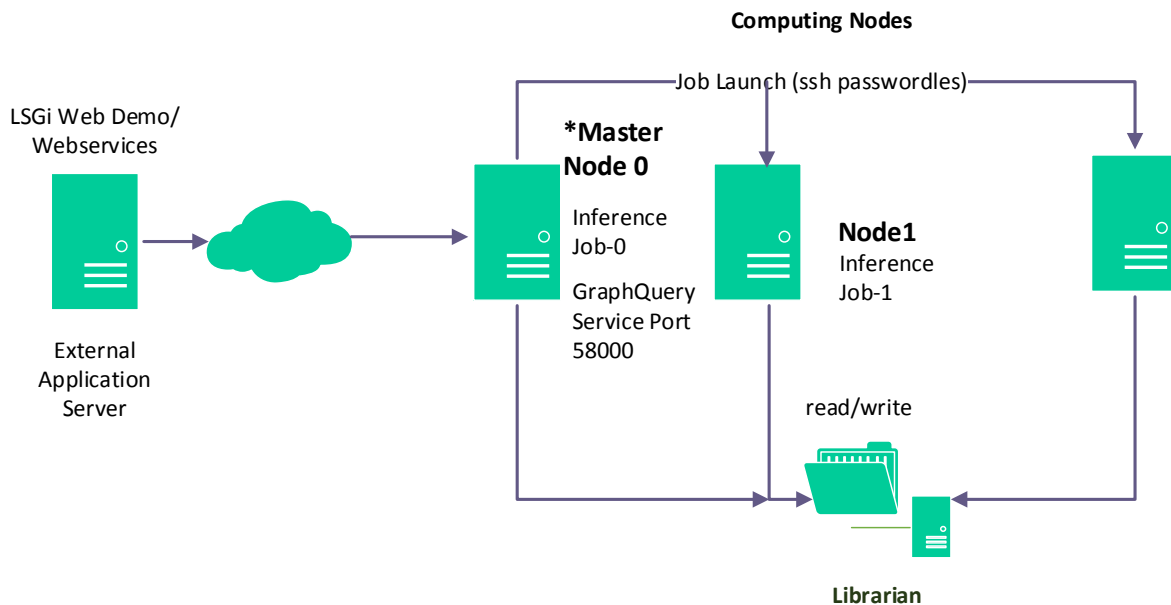 Computing Nodes
Job Launch (ssh passwordles)
LSGi Web Demo/
Webservices
*Master
Node 0
Inference
Job-0
GraphQuery
Service Port
58000
Node1
Inference
Job-1
External
Application
Server
read/write
Librarian